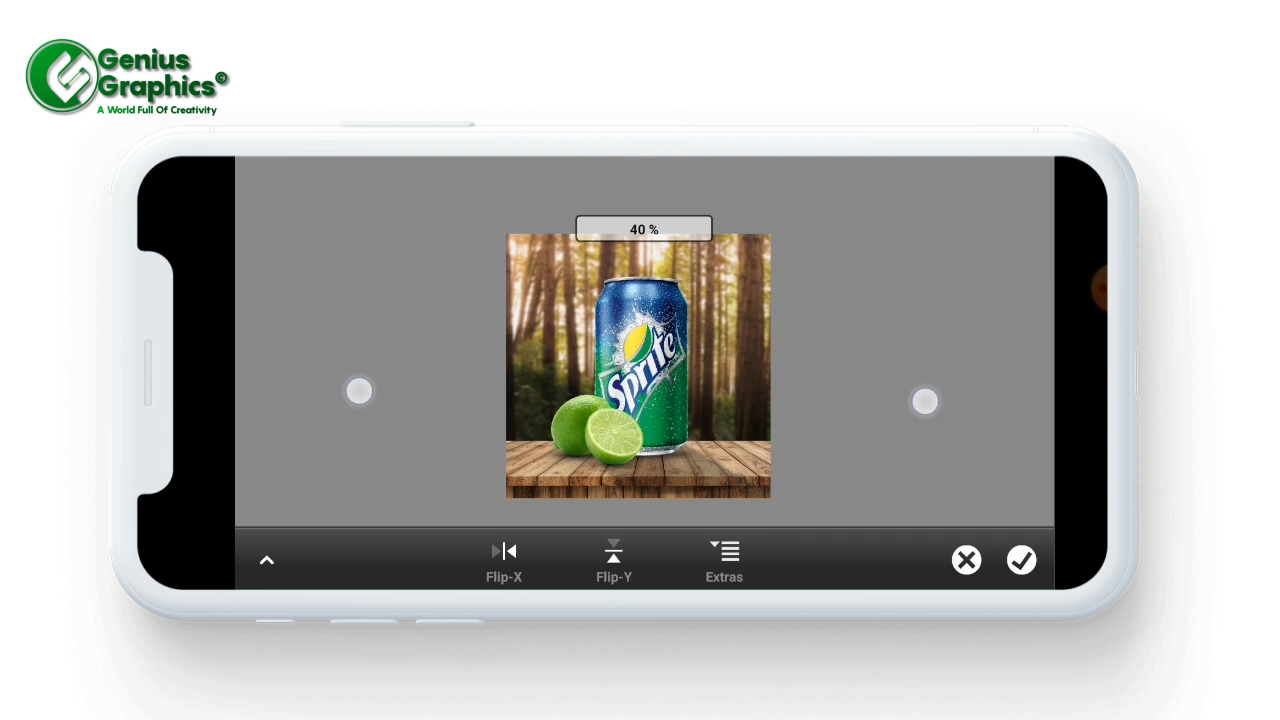 Genius
Graphics©
A World Full Of Creativity
40 %
Sprite
Flip-X
Flip-Y
Extras